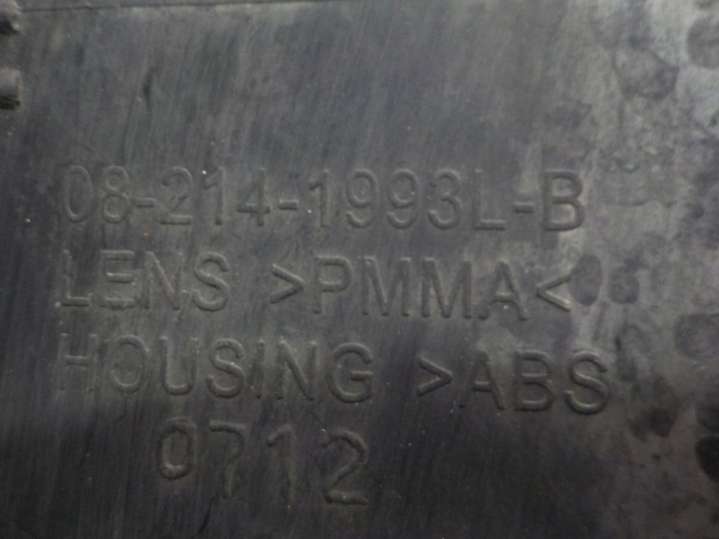 08-214-1993L-B
LENS >PMMA<
HOUSING >ABS
0712